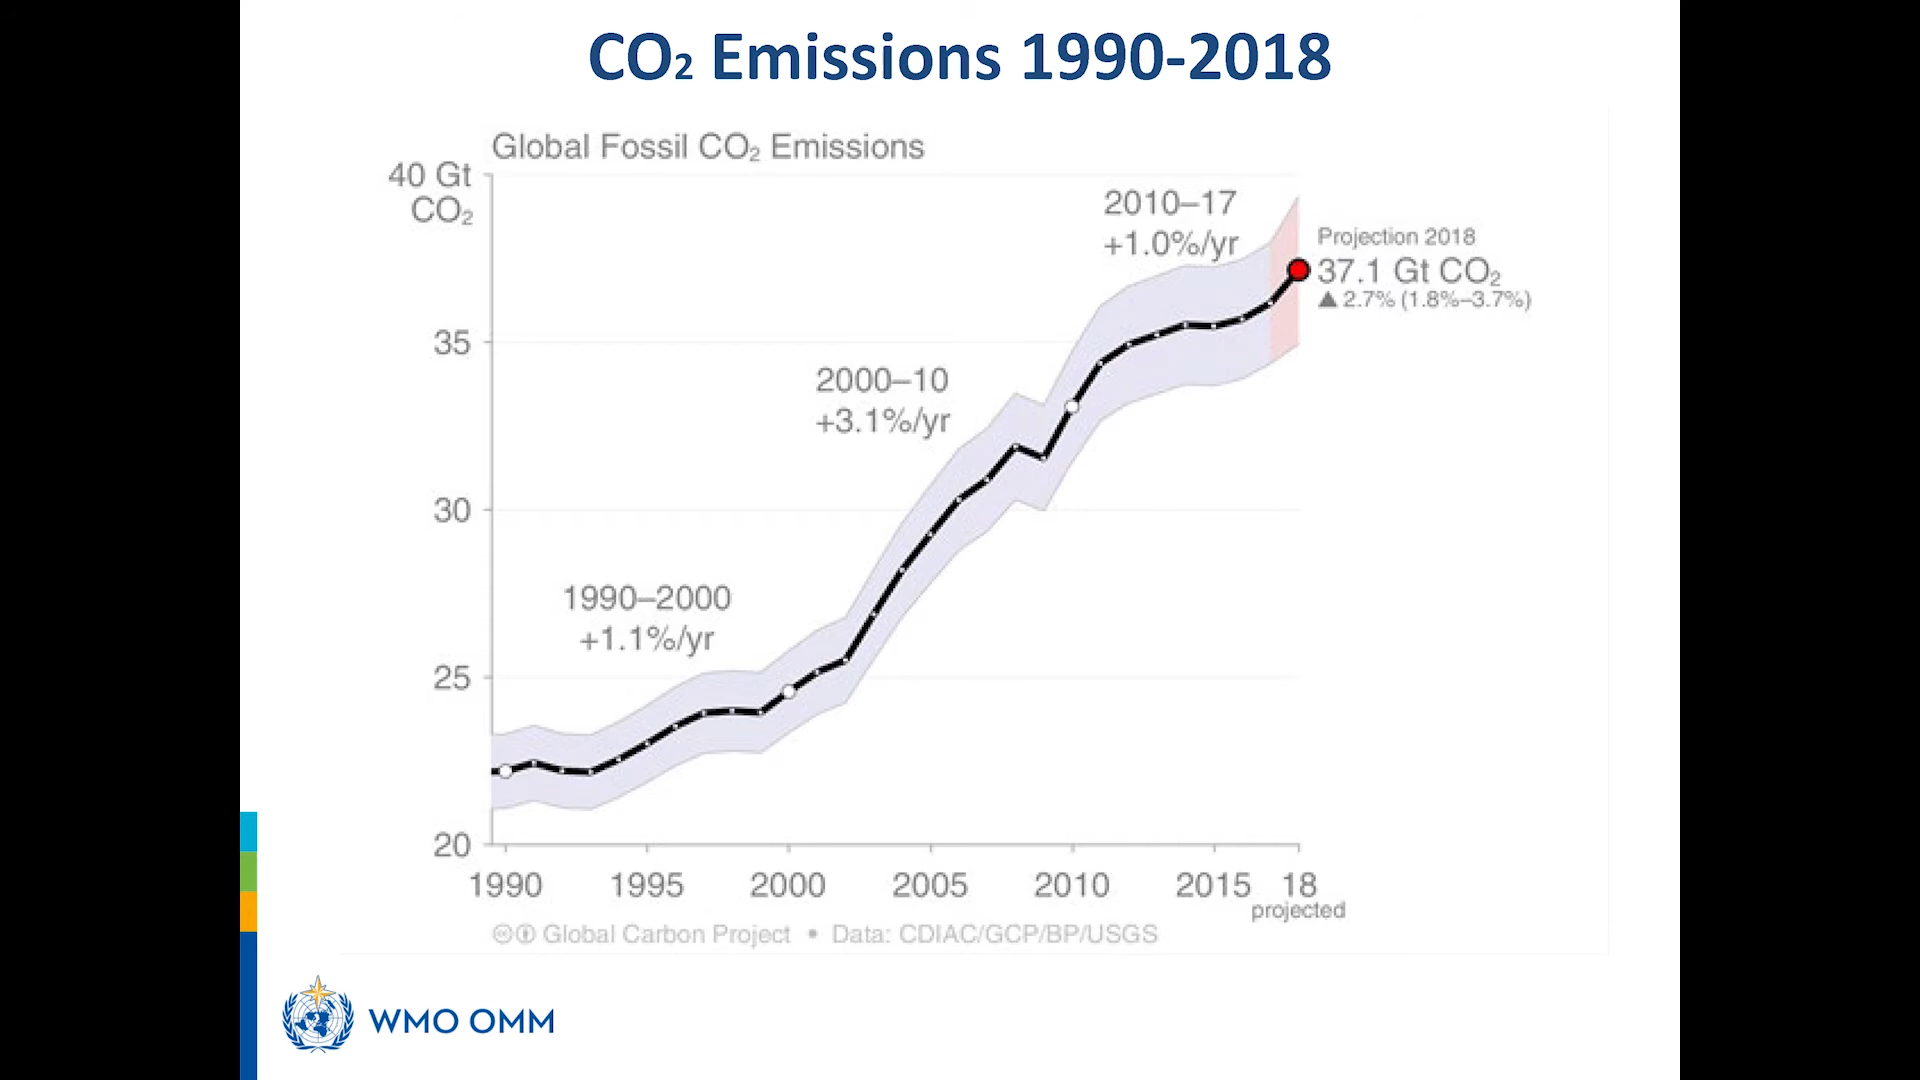 CO₂ Emissions 1990-2018
Global Fossil CO₂ Emissions
40 Gt
CO₂
35
30
25
20
2010–17
+1.0%/yr
Projection 2018
37.1 Gt CO₂
▲ 2.7% (1.8%–3.7%)
2000–10
+3.1%/yr
1990–2000
+1.1%/yr
1990 1995 2000 2005 2010 2015 18
projected
Global Carbon Project • Data: CDIAC/GCP/BP/USGS
WMO OMM